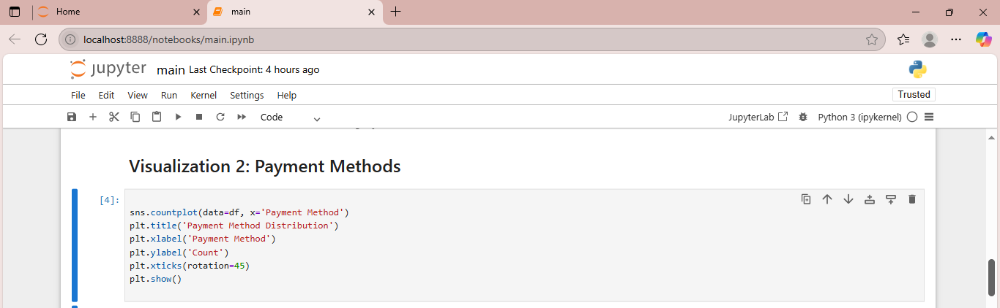 Home
main
localhost:8888/notebooks/main.ipynb
jupyter main Last Checkpoint: 4 hours ago
File Edit View Run Kernel Settings Help
Trusted
Code
JupyterLab Python 3 (ipykernel)
Visualization 2: Payment Methods
[4]:
sns.countplot(data=df, x='Payment Method')
plt.title('Payment Method Distribution')
plt.xlabel('Payment Method')
plt.ylabel('Count')
plt.xticks(rotation=45)
plt.show()